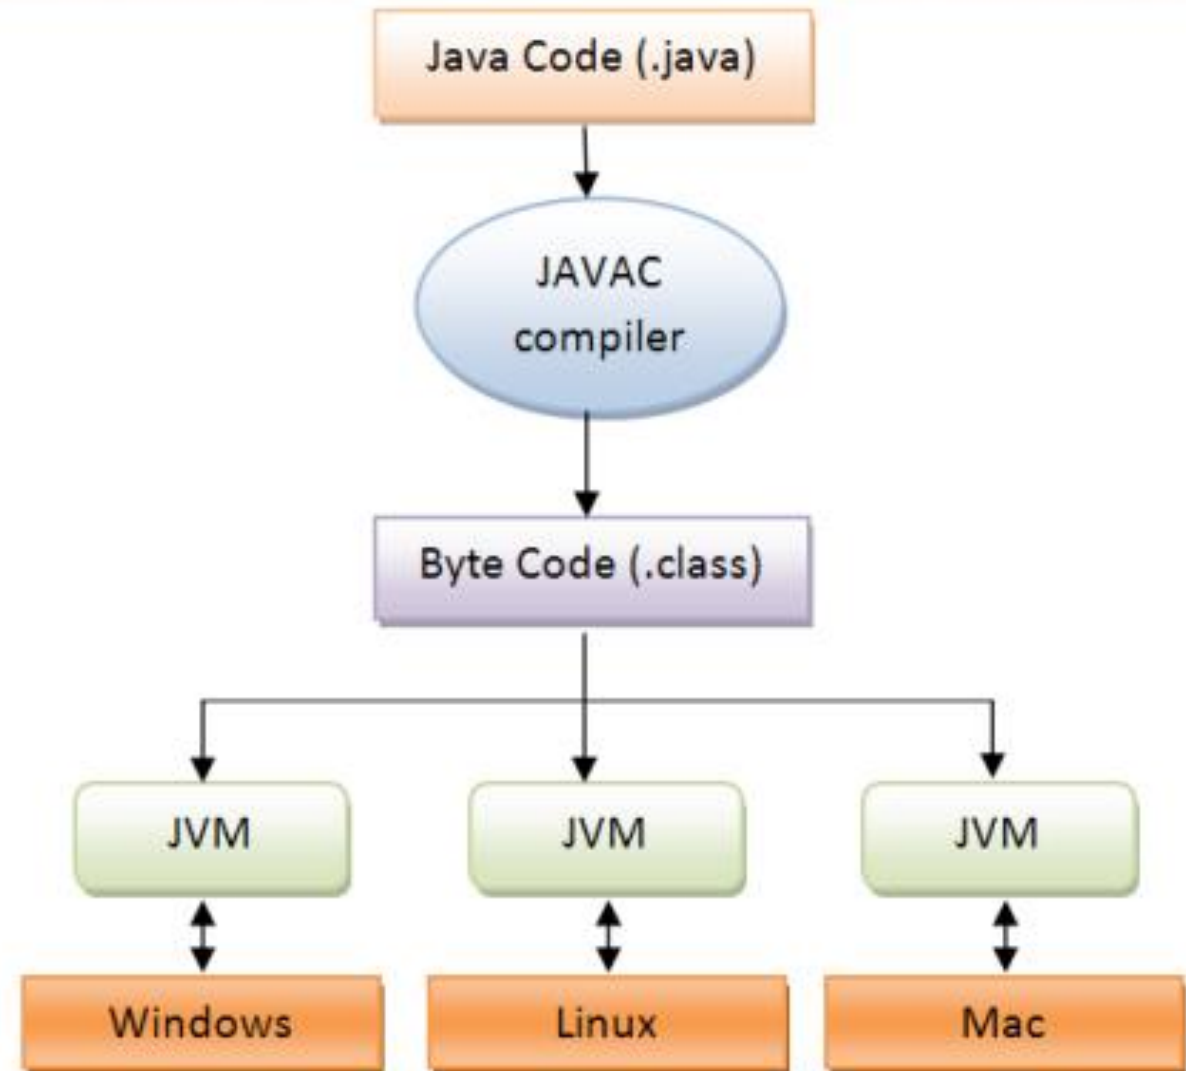 Java Code (.java)
JAVAC
compiler
Byte Code (.class)
JVM
JVM
JVM
Windows
Linux
Mac